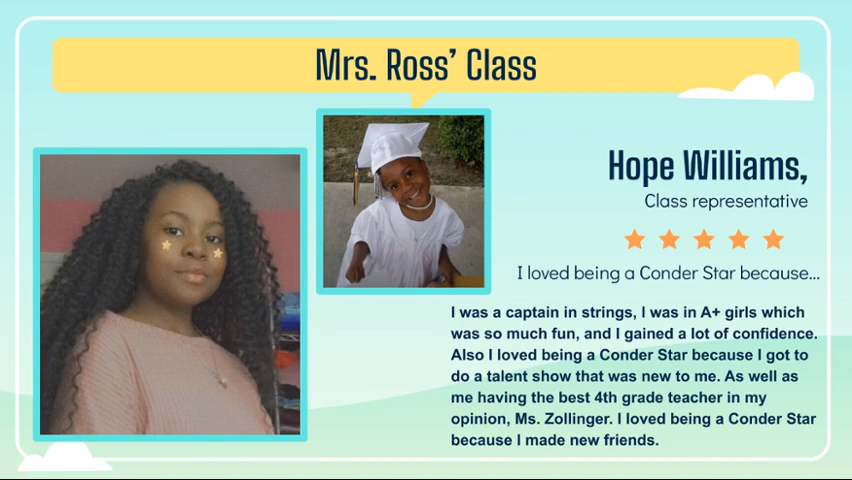 Mrs. Ross’ Class
Hope Williams,
Class representative
I loved being a Conder Star because...
I was a captain in strings, I was in A+ girls which
was so much fun, and I gained a lot of confidence.
Also I loved being a Conder Star because I got to
do a talent show that was new to me. As well as
me having the best 4th grade teacher in my
opinion, Ms. Zollinger. I loved being a Conder Star
because I made new friends.